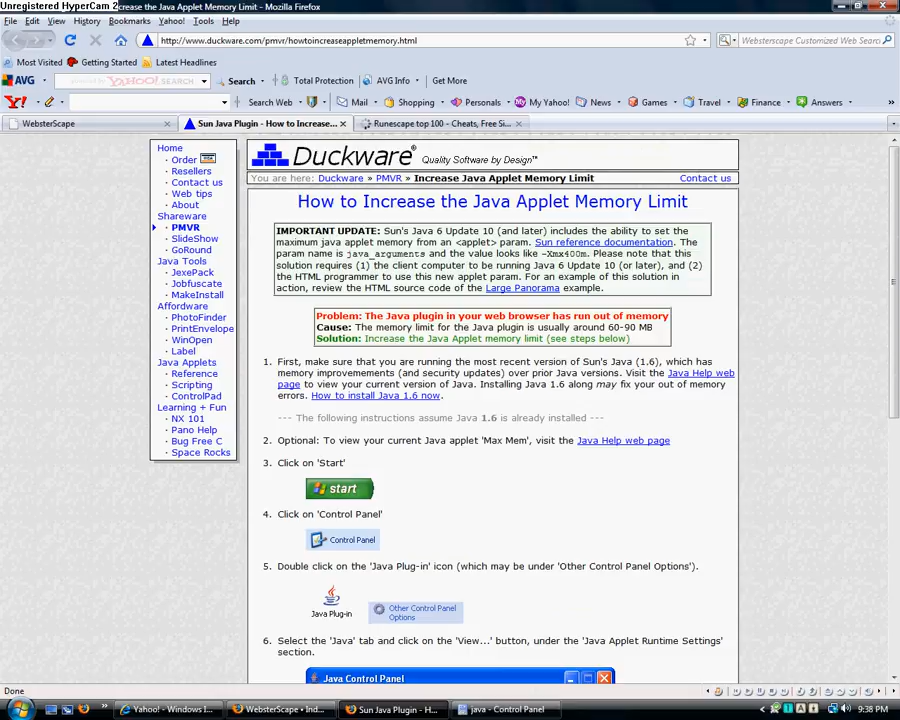 Unregistered HyperCam 2
crease the Java Applet Memory Limit - Mozilla Firefox
File Edit View History Bookmarks Yahoo! Tools Help
http://www.duckware.com/pmvr/howtoincreaseappletmemory.html
Websterscape Customized Web Searc
Most Visited Getting Started Latest Headlines
AVG powered by YAHOO! SEARCH Search Total Protection AVG Info Get More
Y! Search Web Mail Shopping Personals My Yahoo! News Games Travel Finance Answers »
WebsterScape
Sun Java Plugin - How to Increase...
Runescape top 100 - Cheats, Free Si...
Home
· Order
· Resellers
· Contact us
· Web tips
· About
Shareware
· PMVR
· SlideShow
· GoRound
Java Tools
· JexePack
· Jobfuscate
· MakeInstall
Affordware
· PhotoFinder
· PrintEnvelope
· WinOpen
· Label
Java Applets
· Reference
· Scripting
· ControlPad
Learning + Fun
· NX 101
· Pano Help
· Bug Free C
· Space Rocks
Duckware® Quality Software by Design™
You are here: Duckware » PMVR » Increase Java Applet Memory Limit Contact us
How to Increase the Java Applet Memory Limit
IMPORTANT UPDATE: Sun's Java 6 Update 10 (and later) includes the ability to set the
maximum java applet memory from an <applet> param. Sun reference documentation. The
param name is java_arguments and the value looks like -Xmx400m. Please note that this
solution requires (1) the client computer to be running Java 6 Update 10 (or later), and (2)
the HTML programmer to use this new applet param. For an example of this solution in
action, review the HTML source code of the Large Panorama example.
Problem: The Java plugin in your web browser has run out of memory
Cause: The memory limit for the Java plugin is usually around 60-90 MB
Solution: Increase the Java Applet memory limit (see steps below)
1. First, make sure that you are running the most recent version of Sun's Java (1.6), which has
memory improvemements (and security updates) over prior Java versions. Visit the Java Help web
page to view your current version of Java. Installing Java 1.6 along may fix your out of memory
errors. How to install Java 1.6 now.
--- The following instructions assume Java 1.6 is already installed ---
2. Optional: To view your current Java applet 'Max Mem', visit the Java Help web page
3. Click on 'Start'
start
4. Click on 'Control Panel'
Control Panel
5. Double click on the 'Java Plug-in' icon (which may be under 'Other Control Panel Options').
Java Plug-in
Other Control Panel
Options
6. Select the 'Java' tab and click on the 'View...' button, under the 'Java Applet Runtime Settings'
section.
Java Control Panel
Done
Yahoo! - Windows I...
WebsterScape • Ind...
Sun Java Plugin - H...
java - Control Panel
9:38 PM